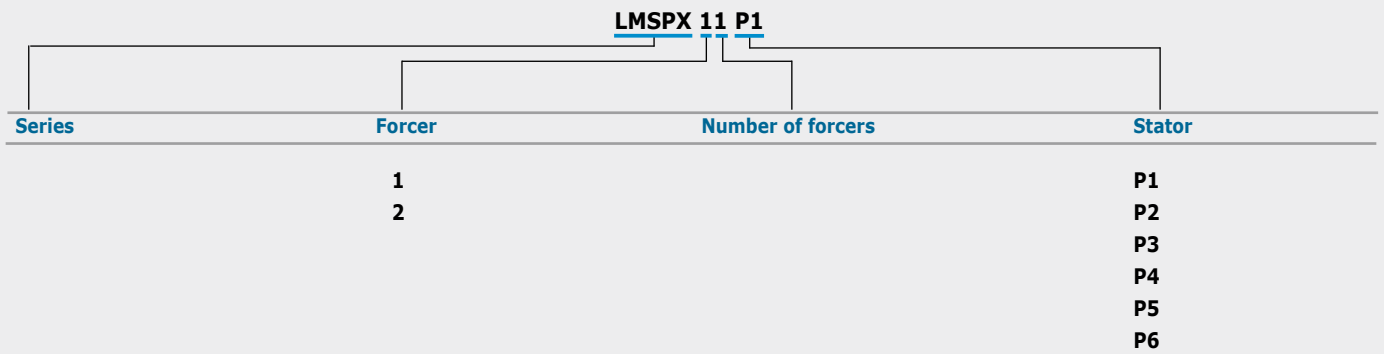 LMSPX 11 P1
Series Forcer Number of forcers Stator
1 P1
2 P2
P3
P4
P5
P6